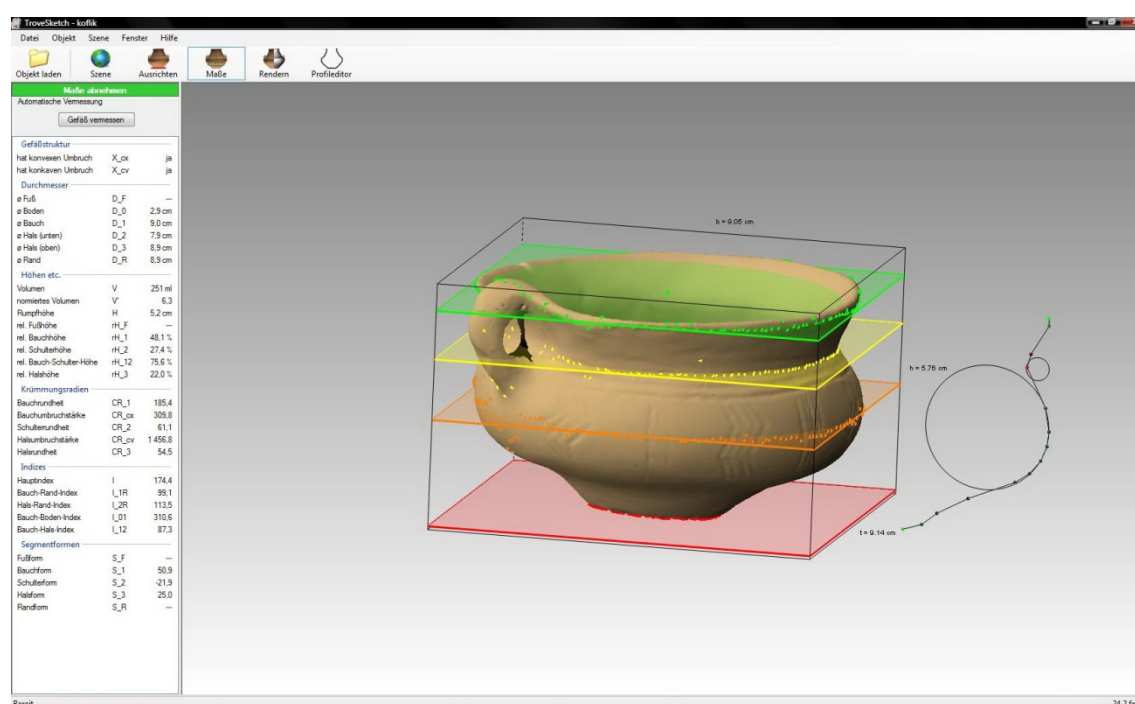 TroveSketch - koflik
Datei Objekt Szene Fenster Hilfe
Objekt laden Szene Ausrichten Maße Rendern Profileditor
Maße abnehmen
Automatische Vermessung
Gefäß vermessen
Gefäßstruktur
hat konvexen Umbruch X_cx ja
hat konkaven Umbruch X_cv ja
Durchmesser
ø Fuß D_F —
ø Boden D_0 2,9 cm
ø Bauch D_1 9,0 cm
ø Hals (unten) D_2 7,9 cm
ø Hals (oben) D_3 8,9 cm
ø Rand D_R 8,9 cm
Höhen etc.
Volumen V 251 ml
normiertes Volumen V' 6,3
Rumpfhöhe H 5,2 cm
rel. Fußhöhe rH_F —
rel. Bauchhöhe rH_1 48,1 %
rel. Schulterhöhe rH_2 27,4 %
rel. Bauch-Schulter-Höhe rH_12 75,6 %
rel. Halshöhe rH_3 22,0 %
Krümmungsradien
Bauchrundheit CR_1 185,4
Bauchumbruchstärke CR_cx 309,8
Schulterrundheit CR_2 61,1
Halsumbruchstärke CR_cv 1 456,8
Halsrundheit CR_3 54,5
Indizes
Hauptindex I 174,4
Bauch-Rand-Index I_1R 99,1
Hals-Rand-Index I_2R 113,5
Bauch-Boden-Index I_01 310,6
Bauch-Hals-Index I_12 87,3
Segmentformen
Fußform S_F —
Bauchform S_1 50,9
Schulterform S_2 -21,9
Halsform S_3 25,0
Randform S_R —
b = 9.05 cm
h = 5.76 cm
t = 9.14 cm
Bereit